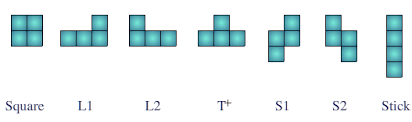 Square L1 L2 T+ S1 S2 Stick